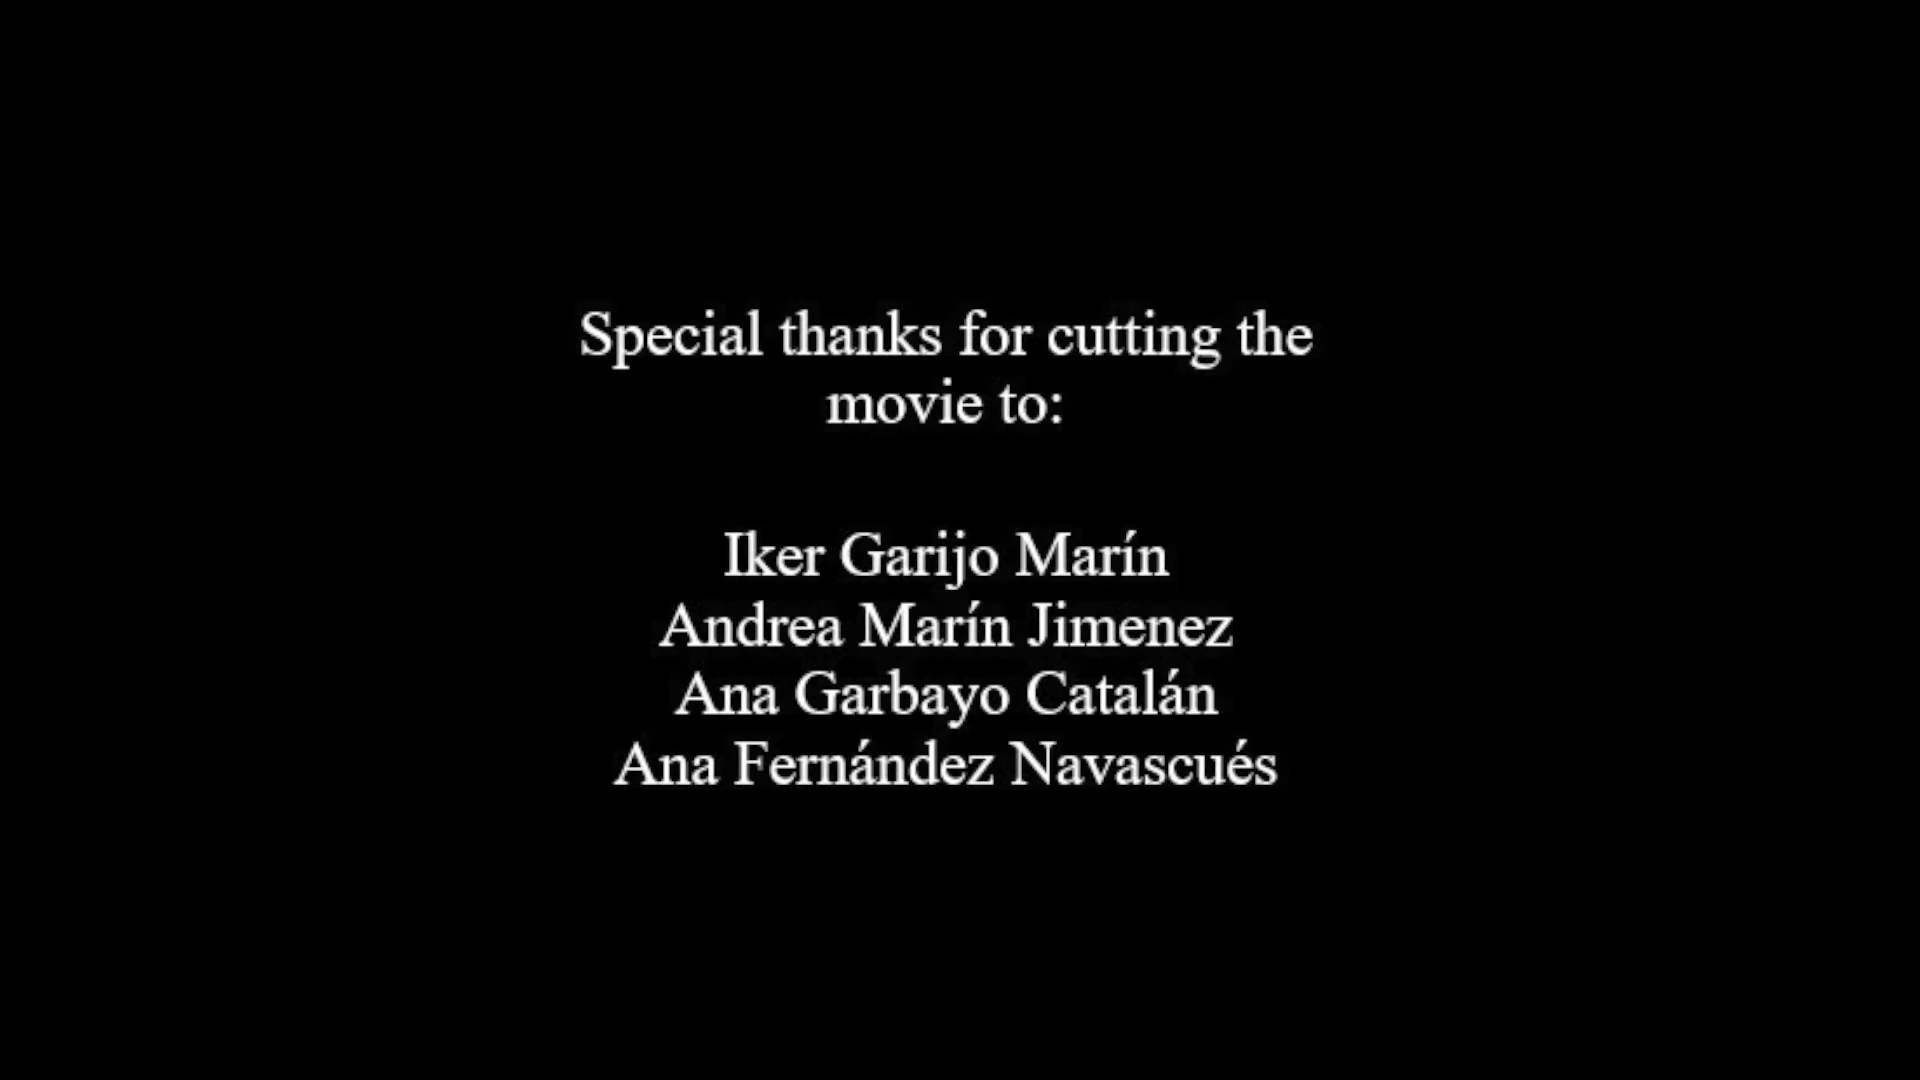 Special thanks for cutting the
movie to:
Iker Garijo Marín
Andrea Marín Jimenez
Ana Garbayo Catalán
Ana Fernández Navascués